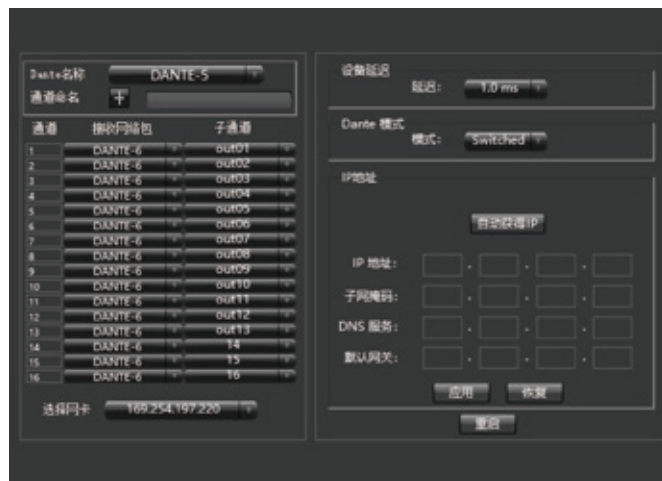 Dante名称 DANTE-5
通道命名 +
通道 接收网络包 子通道
1 DANTE-6 out01
2 DANTE-6 out02
3 DANTE-6 out03
4 DANTE-6 out04
5 DANTE-6 out05
6 DANTE-6 out06
7 DANTE-6 out07
8 DANTE-6 out08
9 DANTE-6 out09
10 DANTE-6 out10
11 DANTE-6 out11
12 DANTE-6 out12
13 DANTE-6 out13
14 DANTE-6 14
15 DANTE-6 15
16 DANTE-6 16
选择网卡 169.254.197.220
设备延迟
延迟: 1.0 ms
Dante 模式
模式: Switched
IP地址
自动获得IP
IP 地址: . . .
子网掩码: . . .
DNS 服务: . . .
默认网关: . . .
应用 恢复
重启